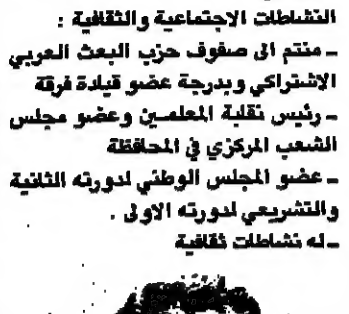 النشاطات الاجتماعية والثقافية :
ـ منتم الى صفوف حزب البعث العربي
الاشتراكي وبدرجة عضو قيادة فرقة
ـ رئيس نقابة المعلمين وعضو مجلس
الشعب المركزي في المحافظة
ـ عضو المجلس الوطني لدورته الثانية
والتشريعي لدورته الاولى .
ـ له نشاطات ثقافية